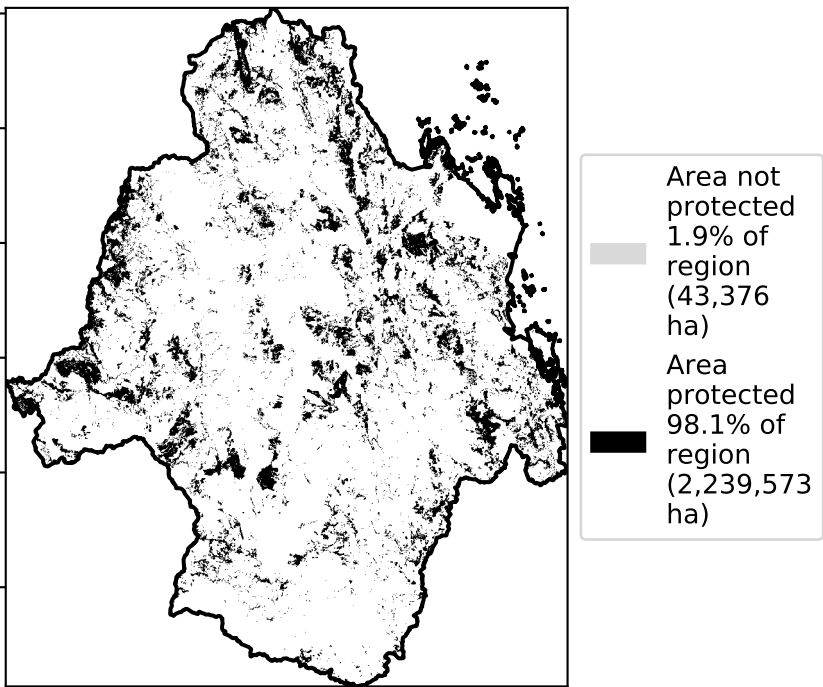 Area not
protected
1.9% of
region
(43,376
ha)
Area
protected
98.1% of
region
(2,239,573
ha)